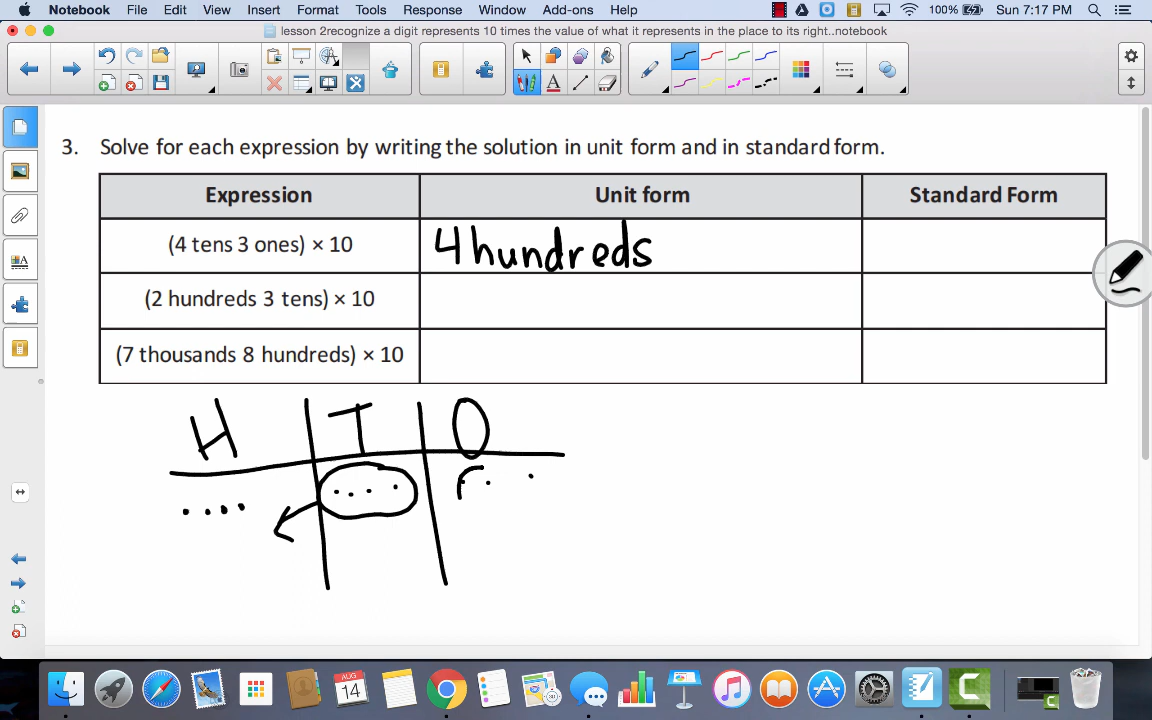 Notebook File Edit View Insert Format Tools Response Window Add-ons Help 100% Sun 7:17 PM
lesson 2recognize a digit represents 10 times the value of what it represents in the place to its right..notebook
3. Solve for each expression by writing the solution in unit form and in standard form.
Expression Unit form Standard Form
(4 tens 3 ones) × 10 4 hundreds
(2 hundreds 3 tens) × 10
(7 thousands 8 hundreds) × 10
H T O
AUG
14